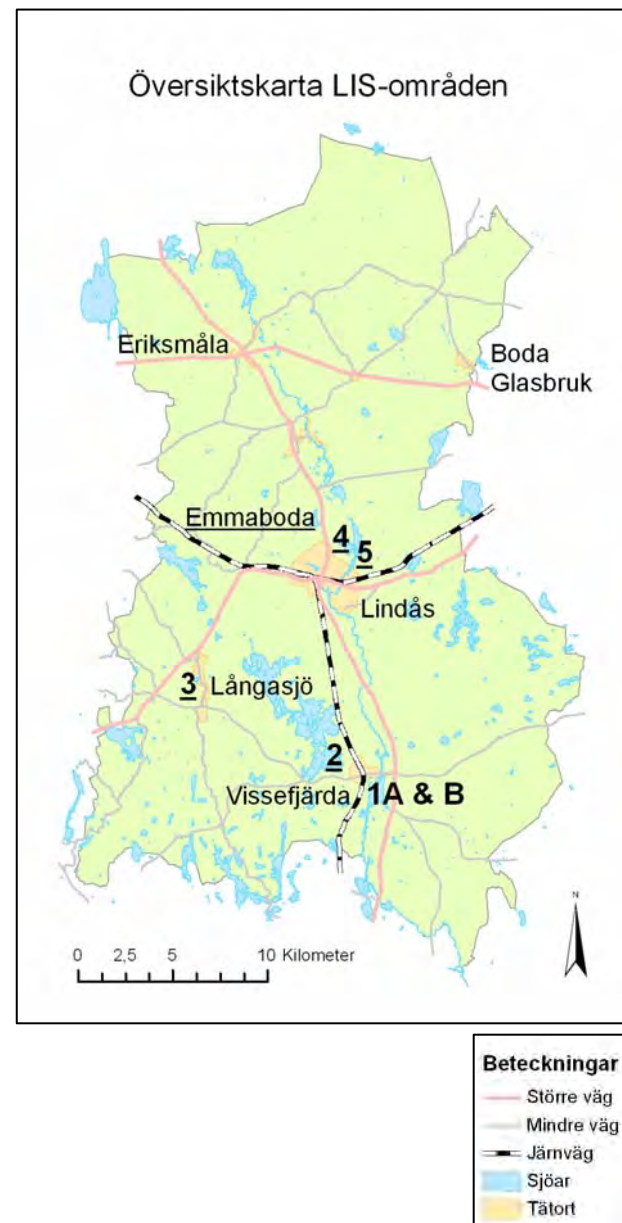 Översiktskarta LIS-områden
Eriksmåla
Boda
Glasbruk
Emmaboda
4
5
Lindås
3
Långasjö
2
Vissefjärda
1A & B
N
0 2,5 5 10 Kilometer
Beteckningar
Större väg
Mindre väg
Järnväg
Sjöar
Tätort